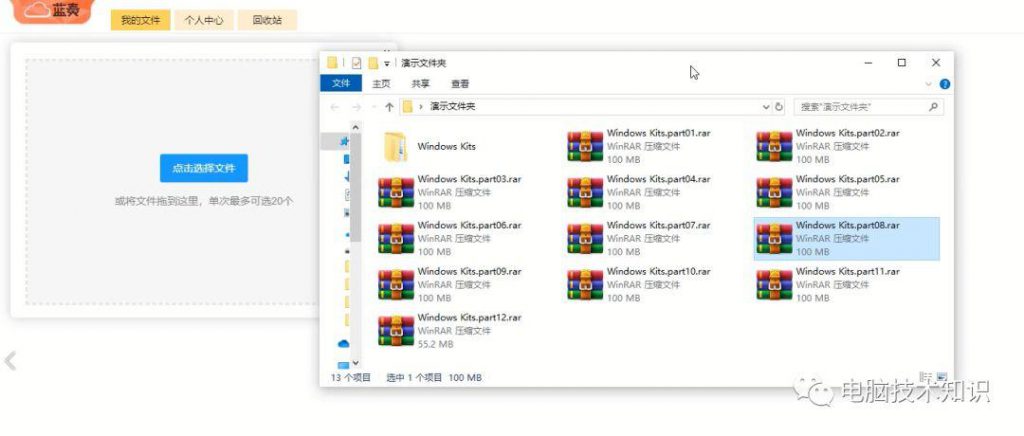 蓝奏
我的文件
个人中心
回收站
演示文件夹
文件
主页
共享
查看
演示文件夹
搜索"演示文件夹"
点击选择文件
或将文件拖到这里，单次最多可选20个
Windows Kits
Windows Kits.part01.rar
WinRAR 压缩文件
100 MB
Windows Kits.part02.rar
WinRAR 压缩文件
100 MB
Windows Kits.part03.rar
WinRAR 压缩文件
100 MB
Windows Kits.part04.rar
WinRAR 压缩文件
100 MB
Windows Kits.part05.rar
WinRAR 压缩文件
100 MB
Windows Kits.part06.rar
WinRAR 压缩文件
100 MB
Windows Kits.part07.rar
WinRAR 压缩文件
100 MB
Windows Kits.part08.rar
WinRAR 压缩文件
100 MB
Windows Kits.part09.rar
WinRAR 压缩文件
100 MB
Windows Kits.part10.rar
WinRAR 压缩文件
100 MB
Windows Kits.part11.rar
WinRAR 压缩文件
100 MB
Windows Kits.part12.rar
WinRAR 压缩文件
55.2 MB
13 个项目
选中 1 个项目 100 MB
电脑技术知识